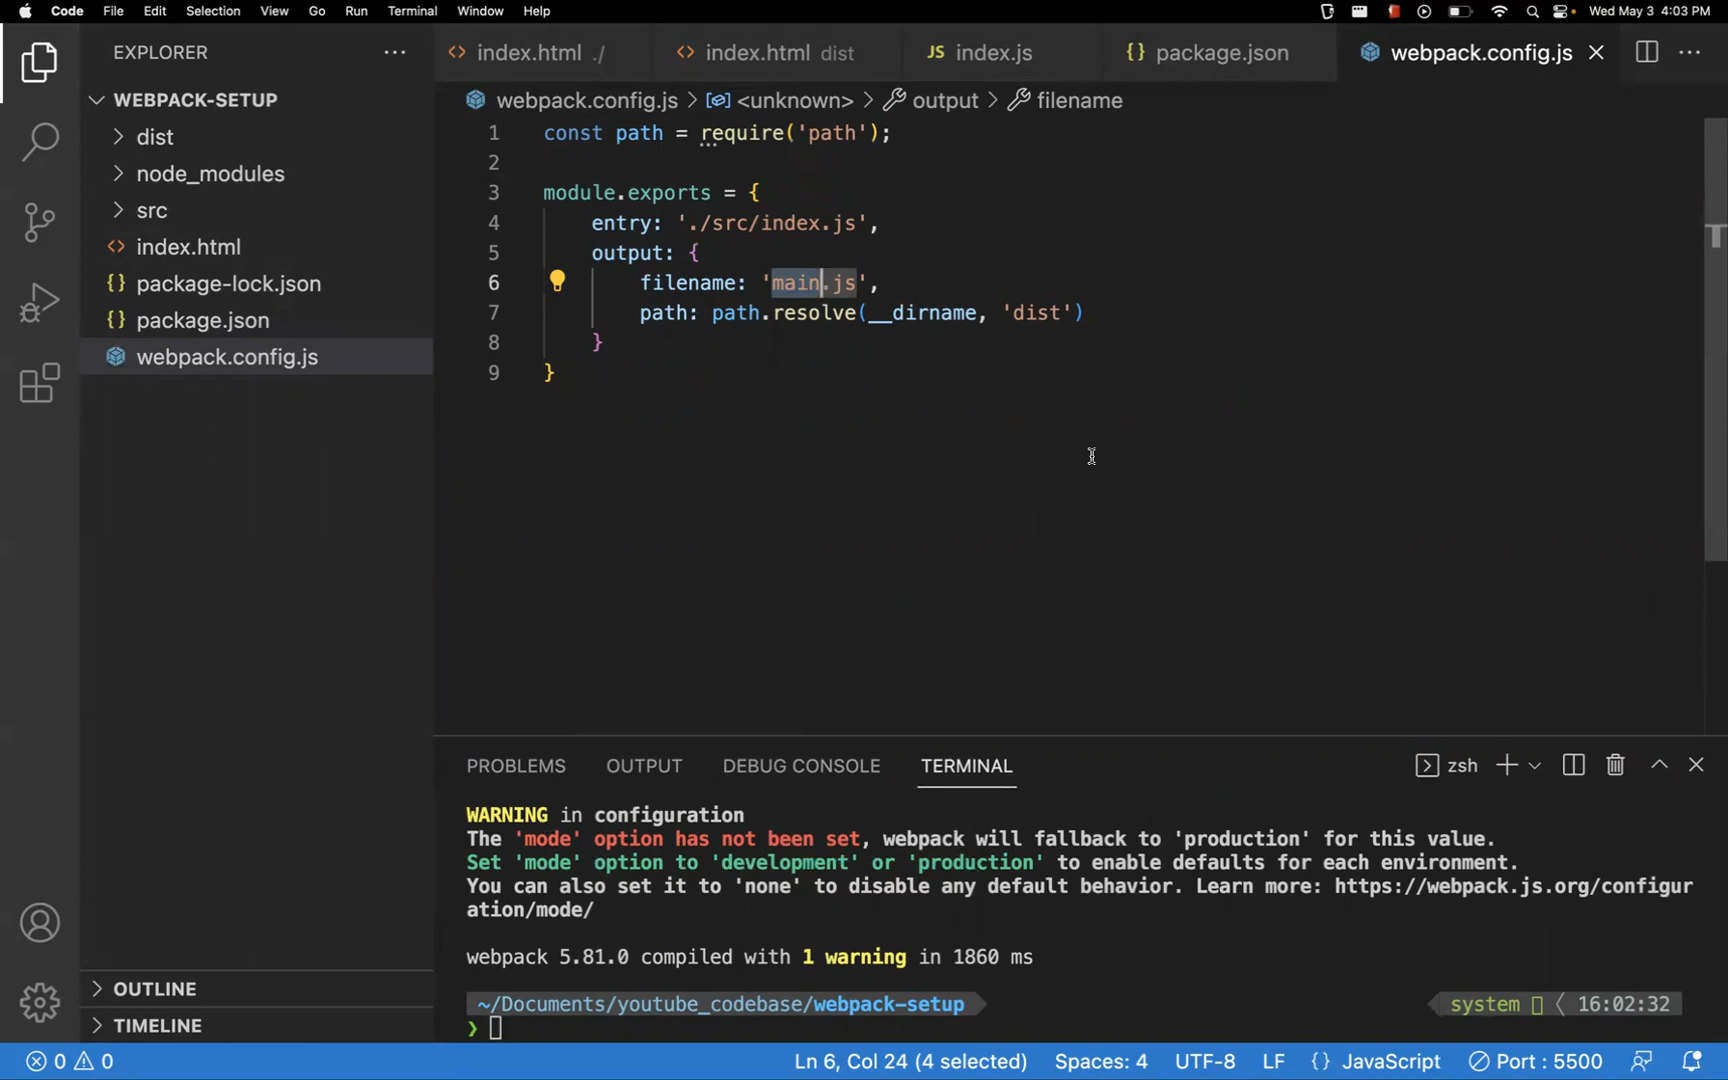 Code File Edit Selection View Go Run Terminal Window Help Wed May 3 4:03 PM
EXPLORER
index.html ./ index.html dist JS index.js {} package.json webpack.config.js
WEBPACK-SETUP
dist
node_modules
src
index.html
{} package-lock.json
{} package.json
webpack.config.js
webpack.config.js > <unknown> > output > filename
1 const path = require('path');
2
3 module.exports = {
4 entry: './src/index.js',
5 output: {
6 filename: 'main.js',
7 path: path.resolve(__dirname, 'dist')
8 }
9 }
PROBLEMS OUTPUT DEBUG CONSOLE TERMINAL zsh
WARNING in configuration
The 'mode' option has not been set, webpack will fallback to 'production' for this value.
Set 'mode' option to 'development' or 'production' to enable defaults for each environment.
You can also set it to 'none' to disable any default behavior. Learn more: https://webpack.js.org/configur
ation/mode/
webpack 5.81.0 compiled with 1 warning in 1860 ms
~/Documents/youtube_codebase/webpack-setup system 16:02:32
❯
OUTLINE
TIMELINE
0 0 Ln 6, Col 24 (4 selected) Spaces: 4 UTF-8 LF {} JavaScript Port : 5500